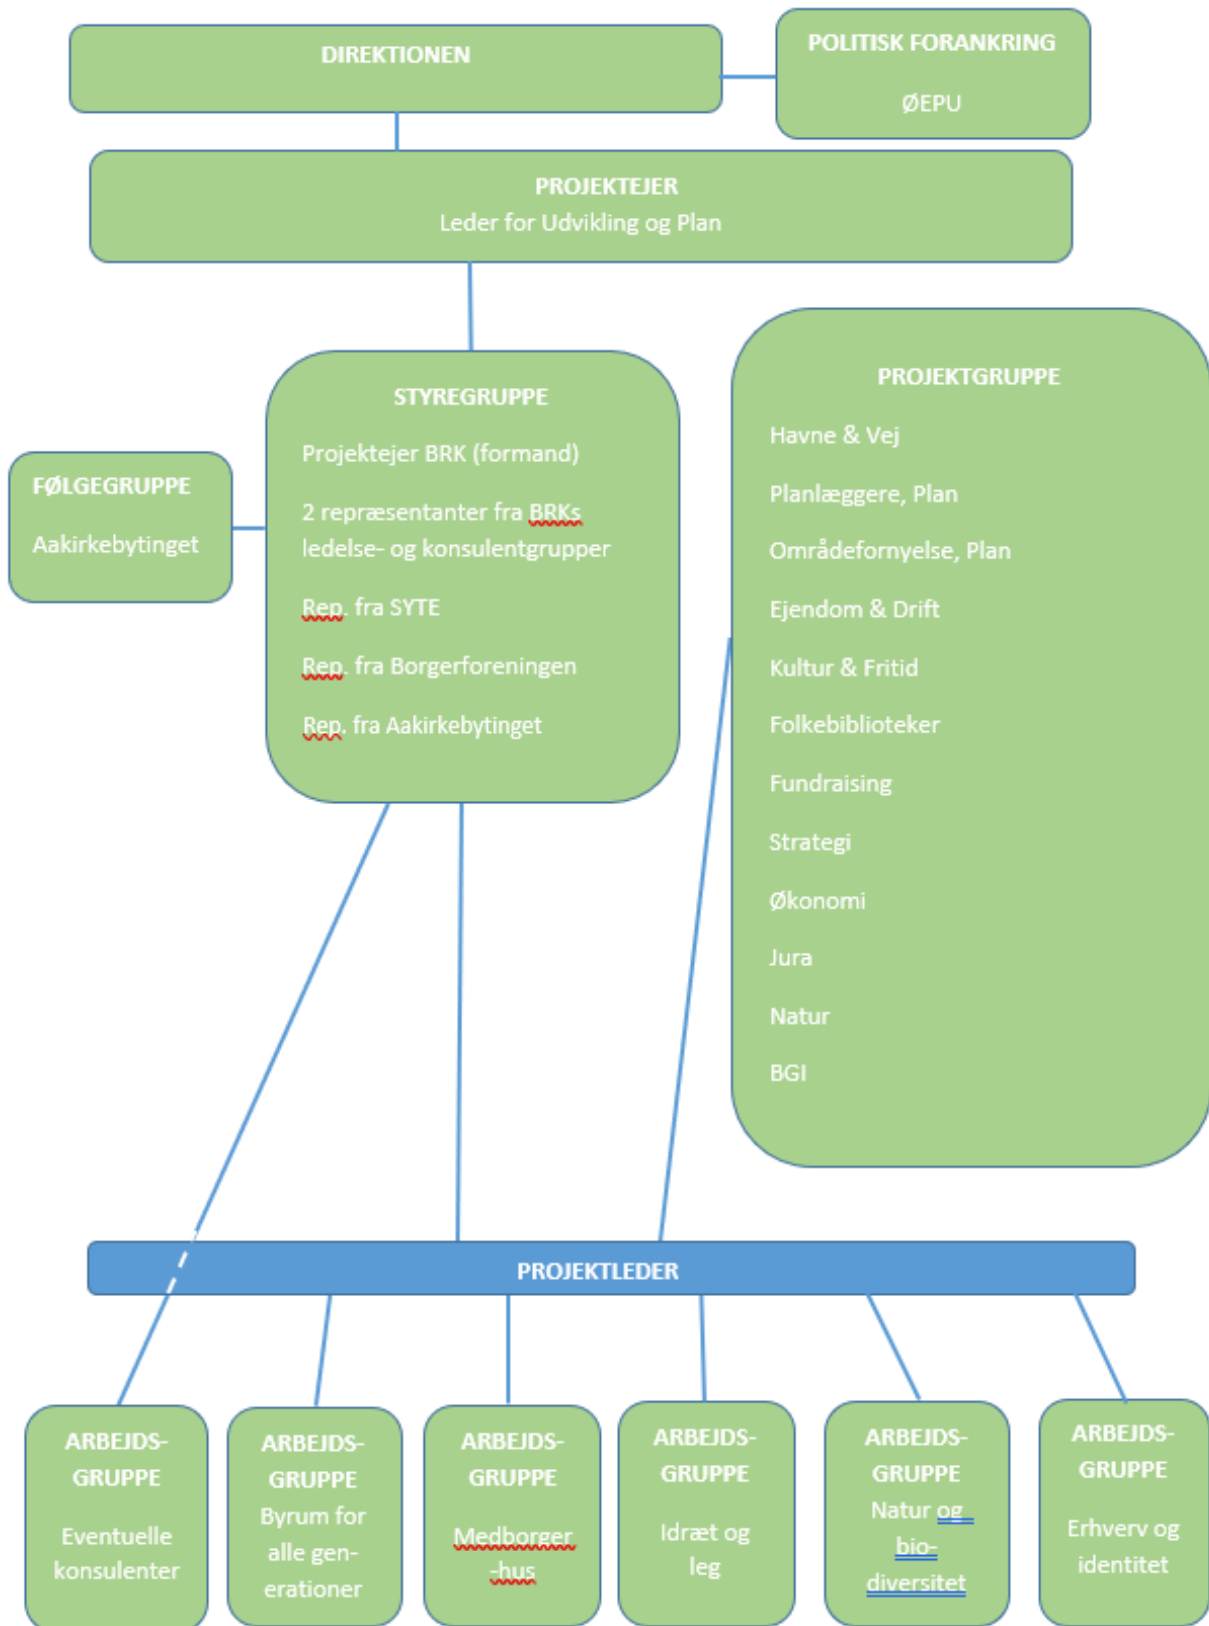 DIREKTIONEN
POLITISK FORANKRING
ØEPU
PROJEKTEJER
Leder for Udvikling og Plan
STYREGRUPPE
Projektejer BRK (formand)
2 repræsentanter fra BRKs
ledelse- og konsulentgrupper
Rep. fra SYTE
Rep. fra Borgerforeningen
Rep. fra Aakirkebytinget
FØLGEGRUPPE
Aakirkebytinget
PROJEKTGRUPPE
Havne & Vej
Planlæggere, Plan
Områdefornyelse, Plan
Ejendom & Drift
Kultur & Fritid
Folkebiblioteker
Fundraising
Strategi
Økonomi
Jura
Natur
BGI
PROJEKTLEDER
ARBEJDS-
GRUPPE
Eventuelle
konsulenter
ARBEJDS-
GRUPPE
Byrum for
alle gen-
erationer
ARBEJDS-
GRUPPE
Medborger
-hus
ARBEJDS-
GRUPPE
Idræt og
leg
ARBEJDS-
GRUPPE
Natur og
bio-
diversitet
ARBEJDS-
GRUPPE
Erhverv og
identitet